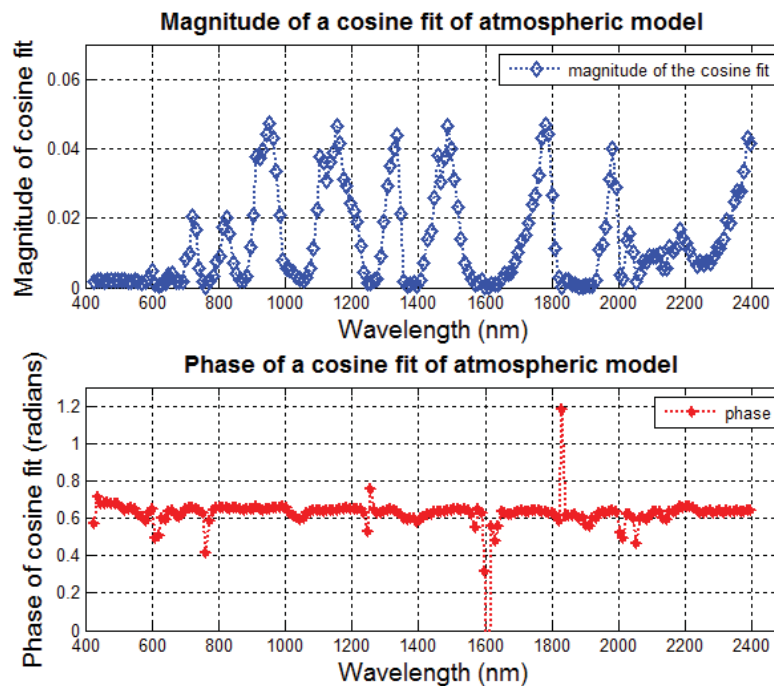 Magnitude of a cosine fit of atmospheric model
Magnitude of cosine fit
0.06
0.04
0.02
0
magnitude of the cosine fit
400 600 800 1000 1200 1400 1600 1800 2000 2200 2400
Wavelength (nm)
Phase of a cosine fit of atmospheric model
Phase of cosine fit (radians)
1.2
1
0.8
0.6
0.4
0.2
0
phase
400 600 800 1000 1200 1400 1600 1800 2000 2200 2400
Wavelength (nm)